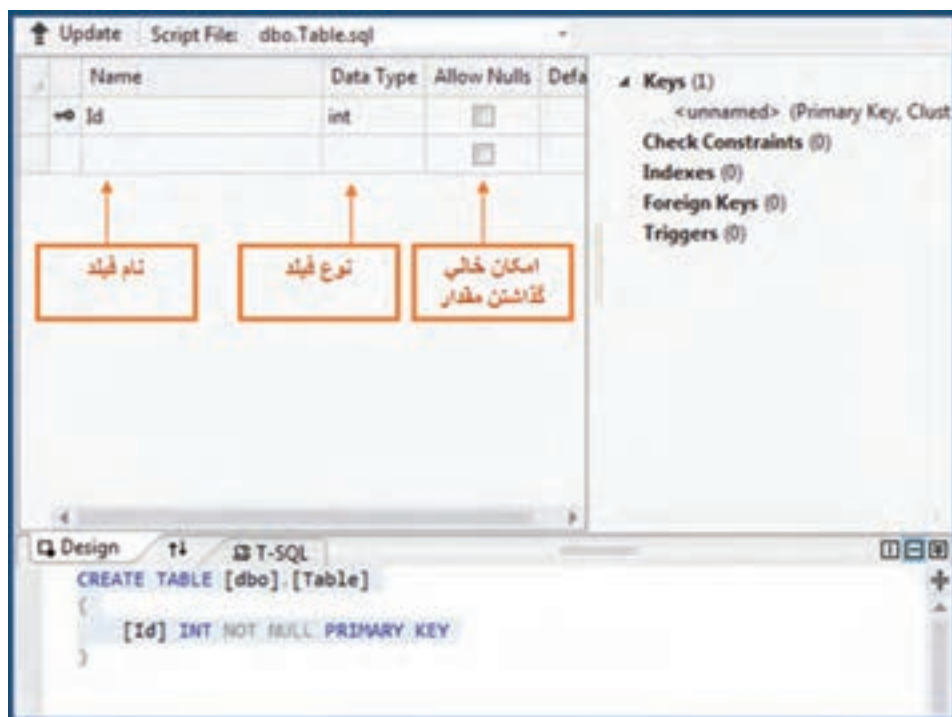 Update Script File: dbo.Table.sql
Name Data Type Allow Nulls Defa
Id int
نام فیلد
نوع فیلد
امکان خالی
گذاشتن مقدار
Keys (1)
<unnamed> (Primary Key, Clust
Check Constraints (0)
Indexes (0)
Foreign Keys (0)
Triggers (0)
Design T-SQL
CREATE TABLE [dbo].[Table]
(
[Id] INT NOT NULL PRIMARY KEY
)